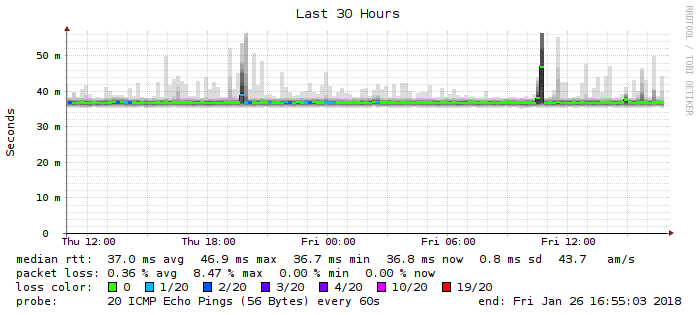 Last 30 Hours
RRDTOOL / TOBI OETIKER
Seconds
50 m
40 m
30 m
20 m
10 m
0
Thu 12:00 Thu 18:00 Fri 00:00 Fri 06:00 Fri 12:00
median rtt: 37.0 ms avg 46.9 ms max 36.7 ms min 36.8 ms now 0.8 ms sd 43.7 am/s
packet loss: 0.36 % avg 8.47 % max 0.00 % min 0.00 % now
loss color: 0 1/20 2/20 3/20 4/20 10/20 19/20
probe: 20 ICMP Echo Pings (56 Bytes) every 60s end: Fri Jan 26 16:55:03 2018